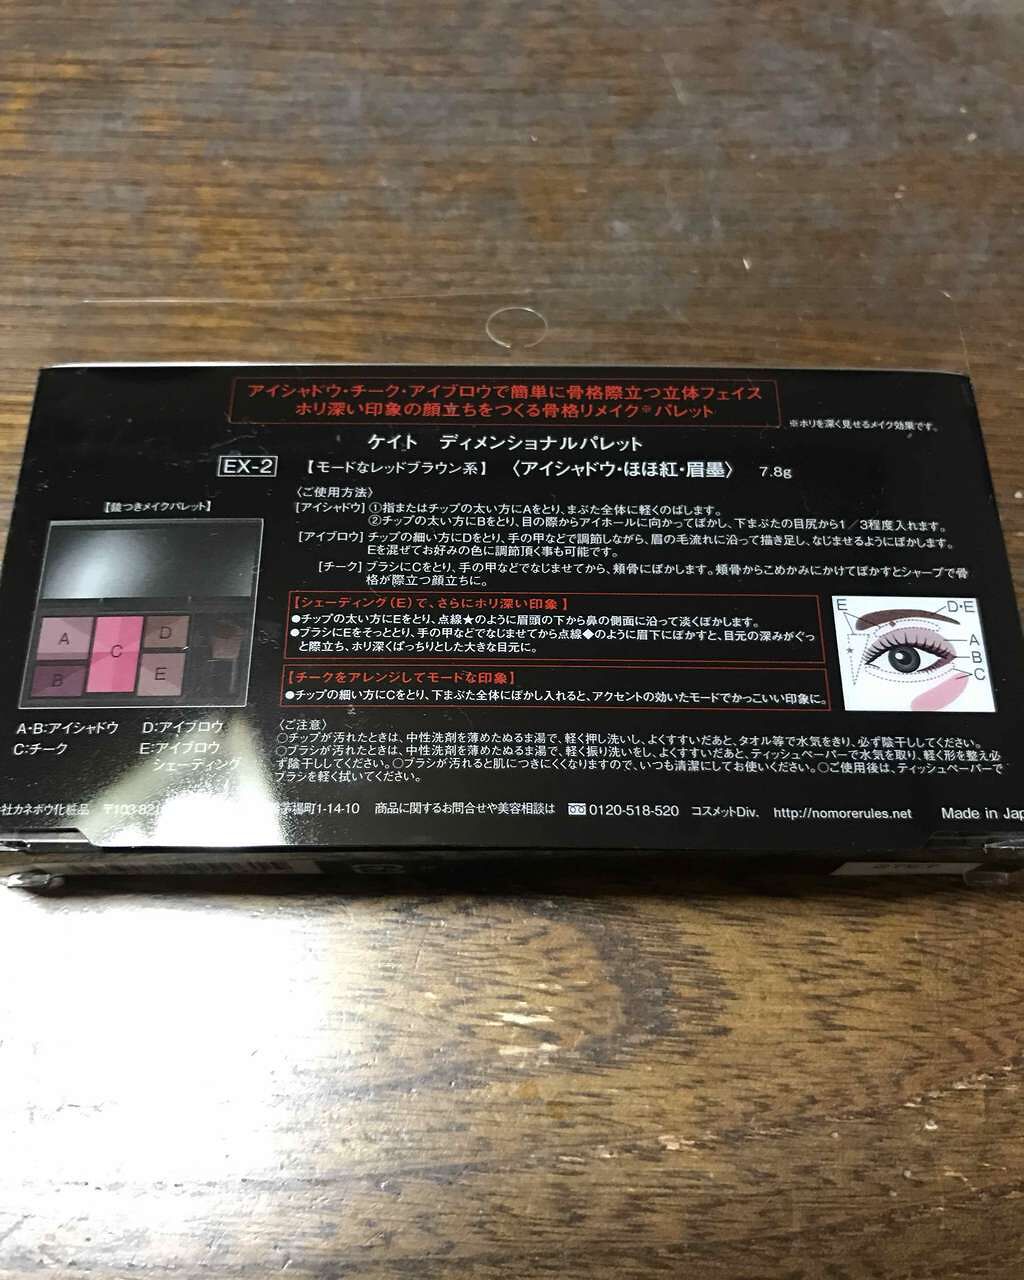 アイシャドウ・チーク・アイブロウで簡単に骨格際立つ立体フェイス
ホリ深い印象の顔立ちをつくる骨格リメイク※パレット
※ホリを深く見せるメイク効果です。
ケイト ディメンショナルパレット
EX-2 【モードなレッドブラウン系】 〈アイシャドウ・ほほ紅・眉墨〉 7.8g
〈ご使用方法〉
[アイシャドウ] ①指またはチップの太い方にAをとり、まぶた全体に軽くのばします。
②チップの太い方にBをとり、目の際からアイホールに向かってぼかし、下まぶたの目尻から1/3程度入れます。
[アイブロウ] チップの細い方にDをとり、手の甲などで調節しながら、眉の毛流れに沿って描き足し、なじませるようにぼかします。
Eを混ぜてお好みの色に調節頂く事も可能です。
[チーク] ブラシにCをとり、手の甲などでなじませてから、頬骨にぼかします。頬骨からこめかみにかけてぼかすとシャープで骨
格が際立つ顔立ちに。
【シェーディング(E)で、さらにホリ深い印象】
●チップの太い方にEをとり、点線★のように眉頭の下から鼻の側面に沿って淡くぼかします。
●ブラシにEをそっととり、手の甲などでなじませてから点線◆のように眉下にぼかすと、目元の深みがぐっ
と際立ち、ホリ深くぱっちりとした大きな目元に。
【チークをアレンジしてモードな印象】
●チップの細い方にCをとり、下まぶた全体にぼかし入れると、アクセントの効いたモードでかっこいい印象に。
【鏡つきメイクパレット】
A
B
C
D
E
A・B:アイシャドウ D:アイブロウ
C:チーク E:アイブロウ
シェーディング
E
D・E
★
A
B
C
〈ご注意〉
○チップが汚れたときは、中性洗剤を薄めたぬるま湯で、軽く押し洗いし、よくすすいだあと、タオル等で水気をきり、必ず陰干ししてください。
○ブラシが汚れたときは、中性洗剤を薄めたぬるま湯で、軽く振り洗いをし、よくすすいだあと、ティッシュペーパーで水気を取り、軽く形を整え必
ず陰干ししてください。○ブラシが汚れると肌につきにくくなりますので、いつも清潔にしてお使いください。○ご使用後は、ティッシュペーパーで
ブラシを軽く拭いてください。
社カネボウ化粧品 〒103-821 茅場町1-14-10 商品に関するお問合せや美容相談は 0120-518-520 コスメットDiv. http://nomorerules.net Made in Jap